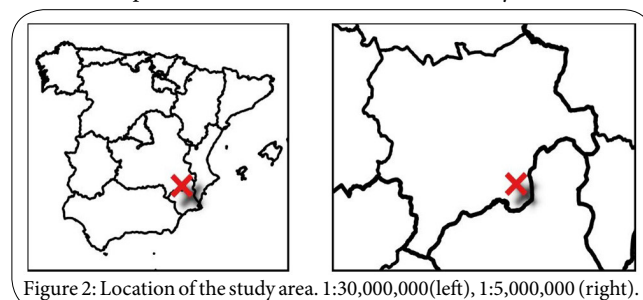 Figure 2: Location of the study area. 1:30,000,000(left), 1:5,000,000 (right).